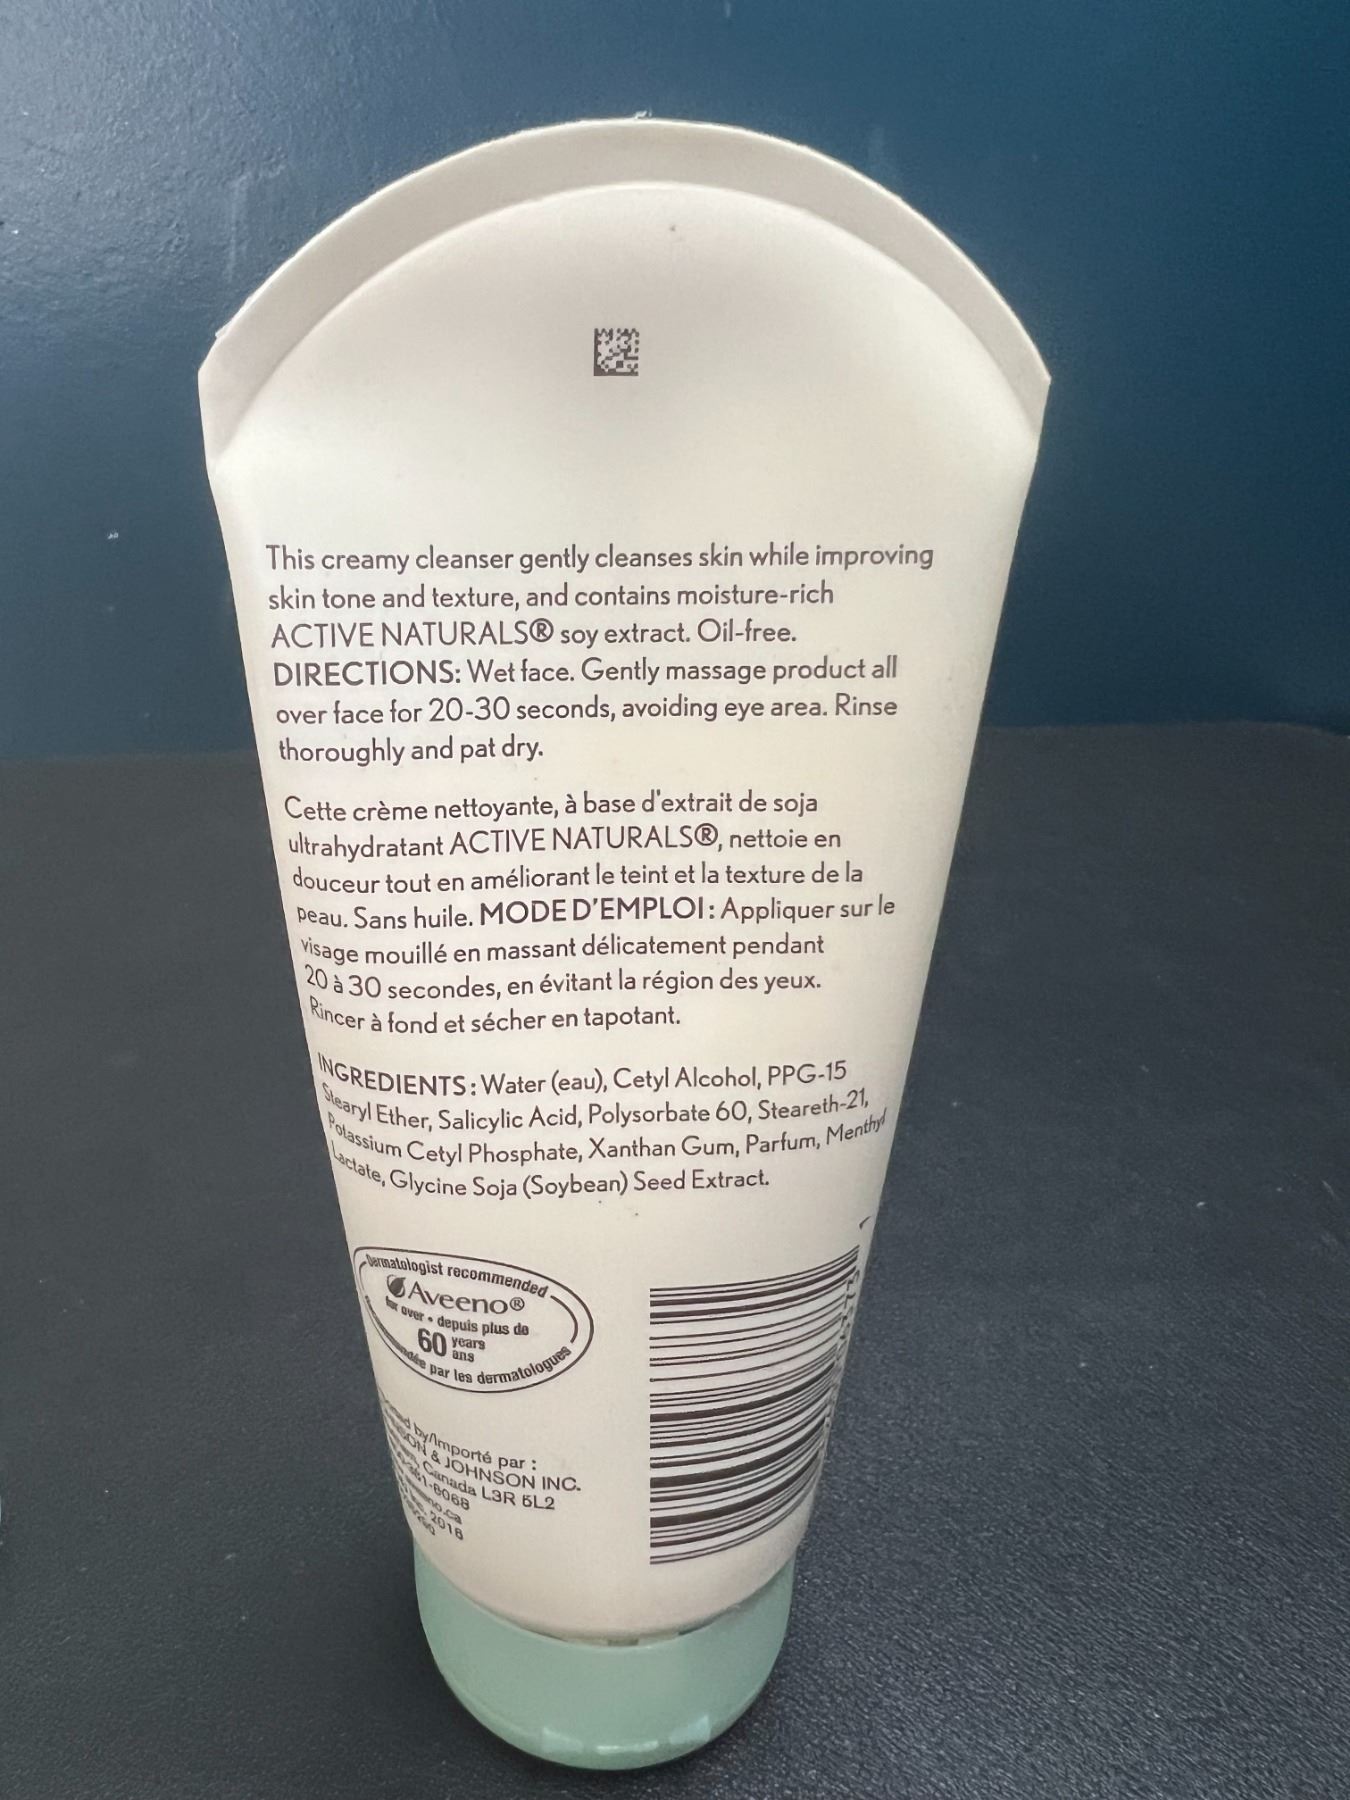 This creamy cleanser gently cleanses skin while improving
skin tone and texture, and contains moisture-rich
ACTIVE NATURALS® soy extract. Oil-free.
DIRECTIONS: Wet face. Gently massage product all
over face for 20-30 seconds, avoiding eye area. Rinse
thoroughly and pat dry.
Cette crème nettoyante, à base d'extrait de soja
ultrahydratant ACTIVE NATURALS®, nettoie en
douceur tout en améliorant le teint et la texture de la
peau. Sans huile. MODE D'EMPLOI : Appliquer sur le
visage mouillé en massant délicatement pendant
20 à 30 secondes, en évitant la région des yeux.
Rincer à fond et sécher en tapotant.
INGREDIENTS: Water (eau), Cetyl Alcohol, PPG-15
Stearyl Ether, Salicylic Acid, Polysorbate 60, Steareth-21,
Potassium Cetyl Phosphate, Xanthan Gum, Parfum, Menthyl
Lactate, Glycine Soja (Soybean) Seed Extract.
Dermatologist recommended
Aveeno®
for over • depuis plus de
60 years
ans
par les dermatologues
by/Importé par :
& JOHNSON INC.
Canada L3R 5L2
2018